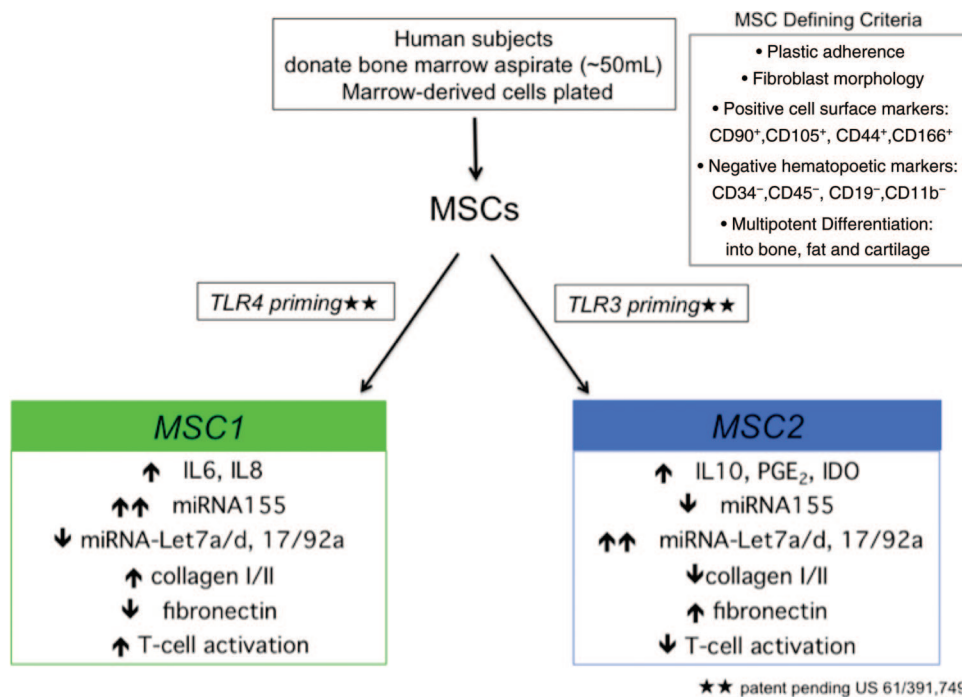 Human subjects
donate bone marrow aspirate (~50mL)
Marrow-derived cells plated
MSC Defining Criteria
• Plastic adherence
• Fibroblast morphology
• Positive cell surface markers:
CD90⁺,CD105⁺, CD44⁺,CD166⁺
• Negative hematopoetic markers:
CD34⁻,CD45⁻, CD19⁻,CD11b⁻
• Multipotent Differentiation:
into bone, fat and cartilage
MSCs
TLR4 priming★★
TLR3 priming★★
MSC1
↑ IL6, IL8
↑↑ miRNA155
↓ miRNA-Let7a/d, 17/92a
↑ collagen I/II
↓ fibronectin
↑ T-cell activation
MSC2
↑ IL10, PGE₂, IDO
↓ miRNA155
↑↑ miRNA-Let7a/d, 17/92a
↓collagen I/II
↑ fibronectin
↓ T-cell activation
★★ patent pending US 61/391,749